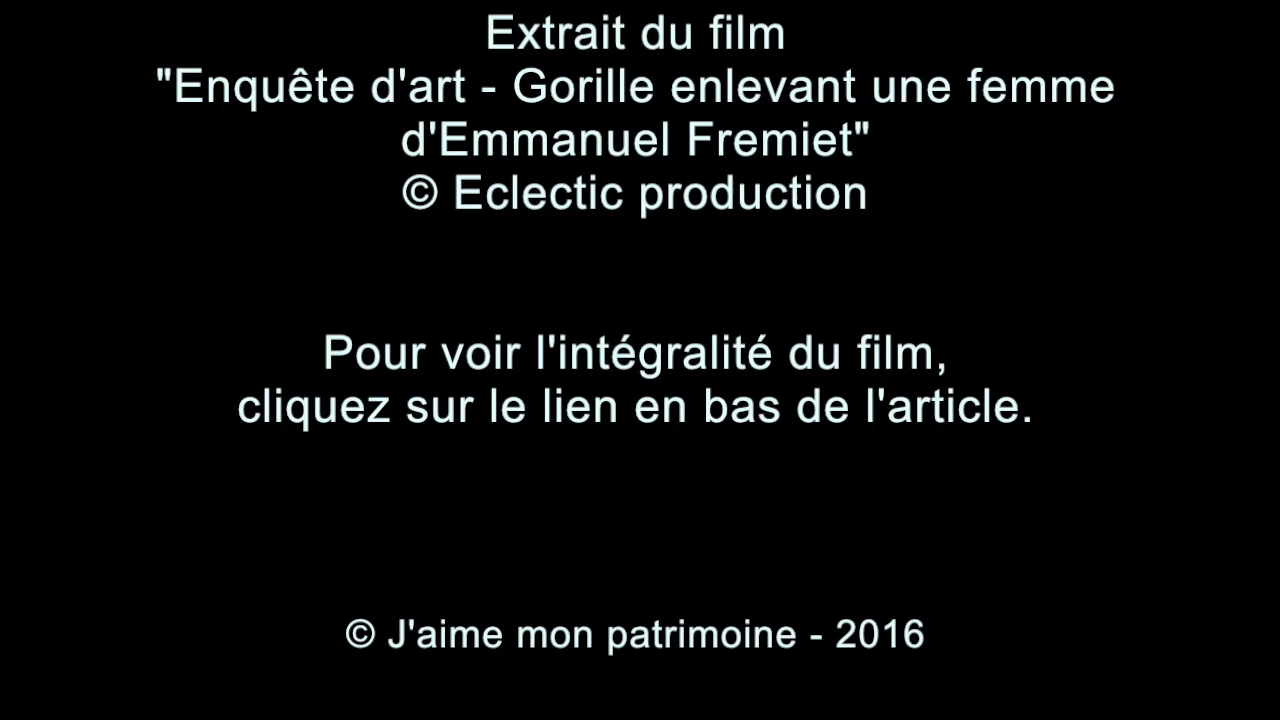 Extrait du film
"Enquête d'art - Gorille enlevant une femme
d'Emmanuel Fremiet"
© Eclectic production
Pour voir l'intégralité du film,
cliquez sur le lien en bas de l'article.
© J'aime mon patrimoine - 2016